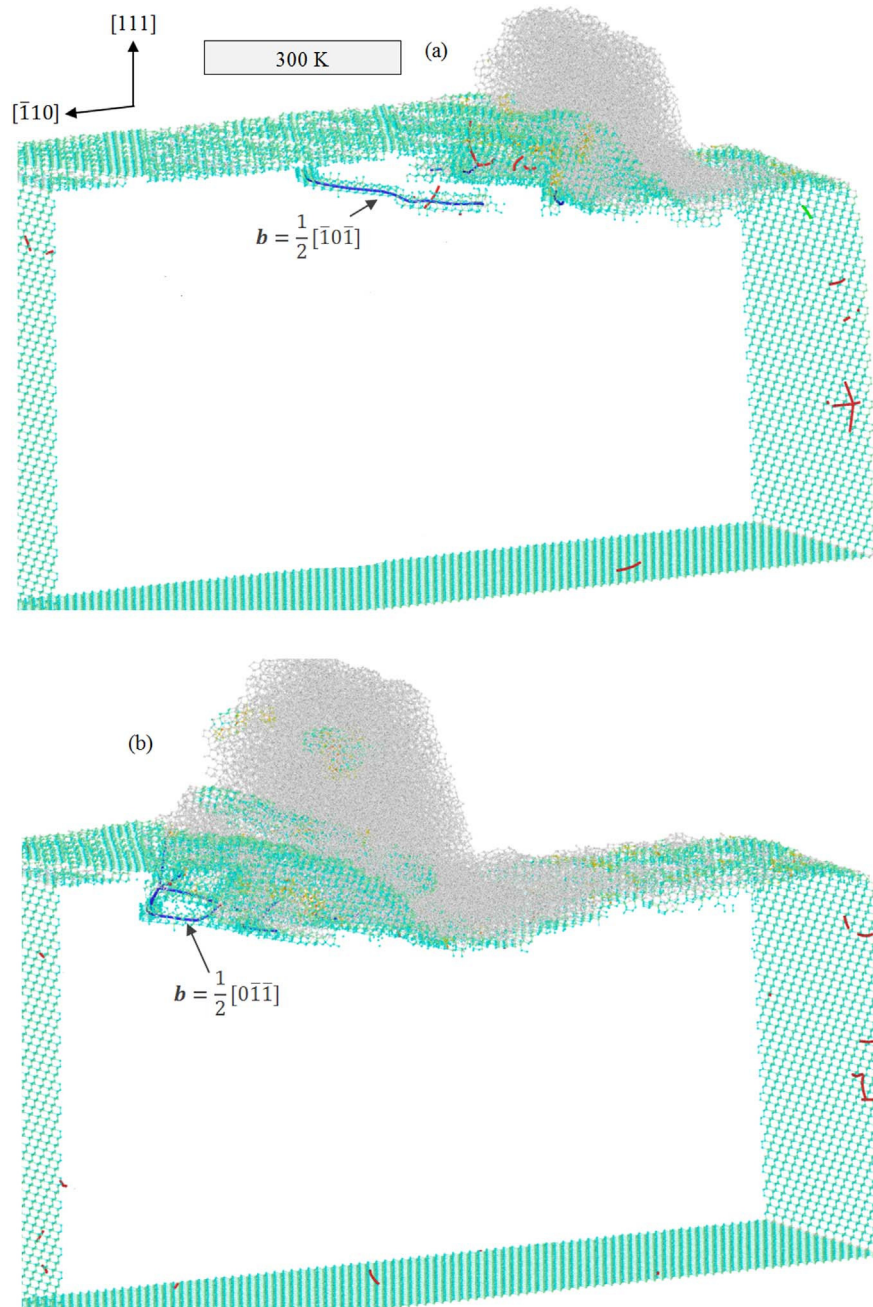 [111]
300 K
(a)
[1̄10]
𝒃 = 1/2 [1̄01̄]
(b)
𝒃 = 1/2 [01̄1̄]